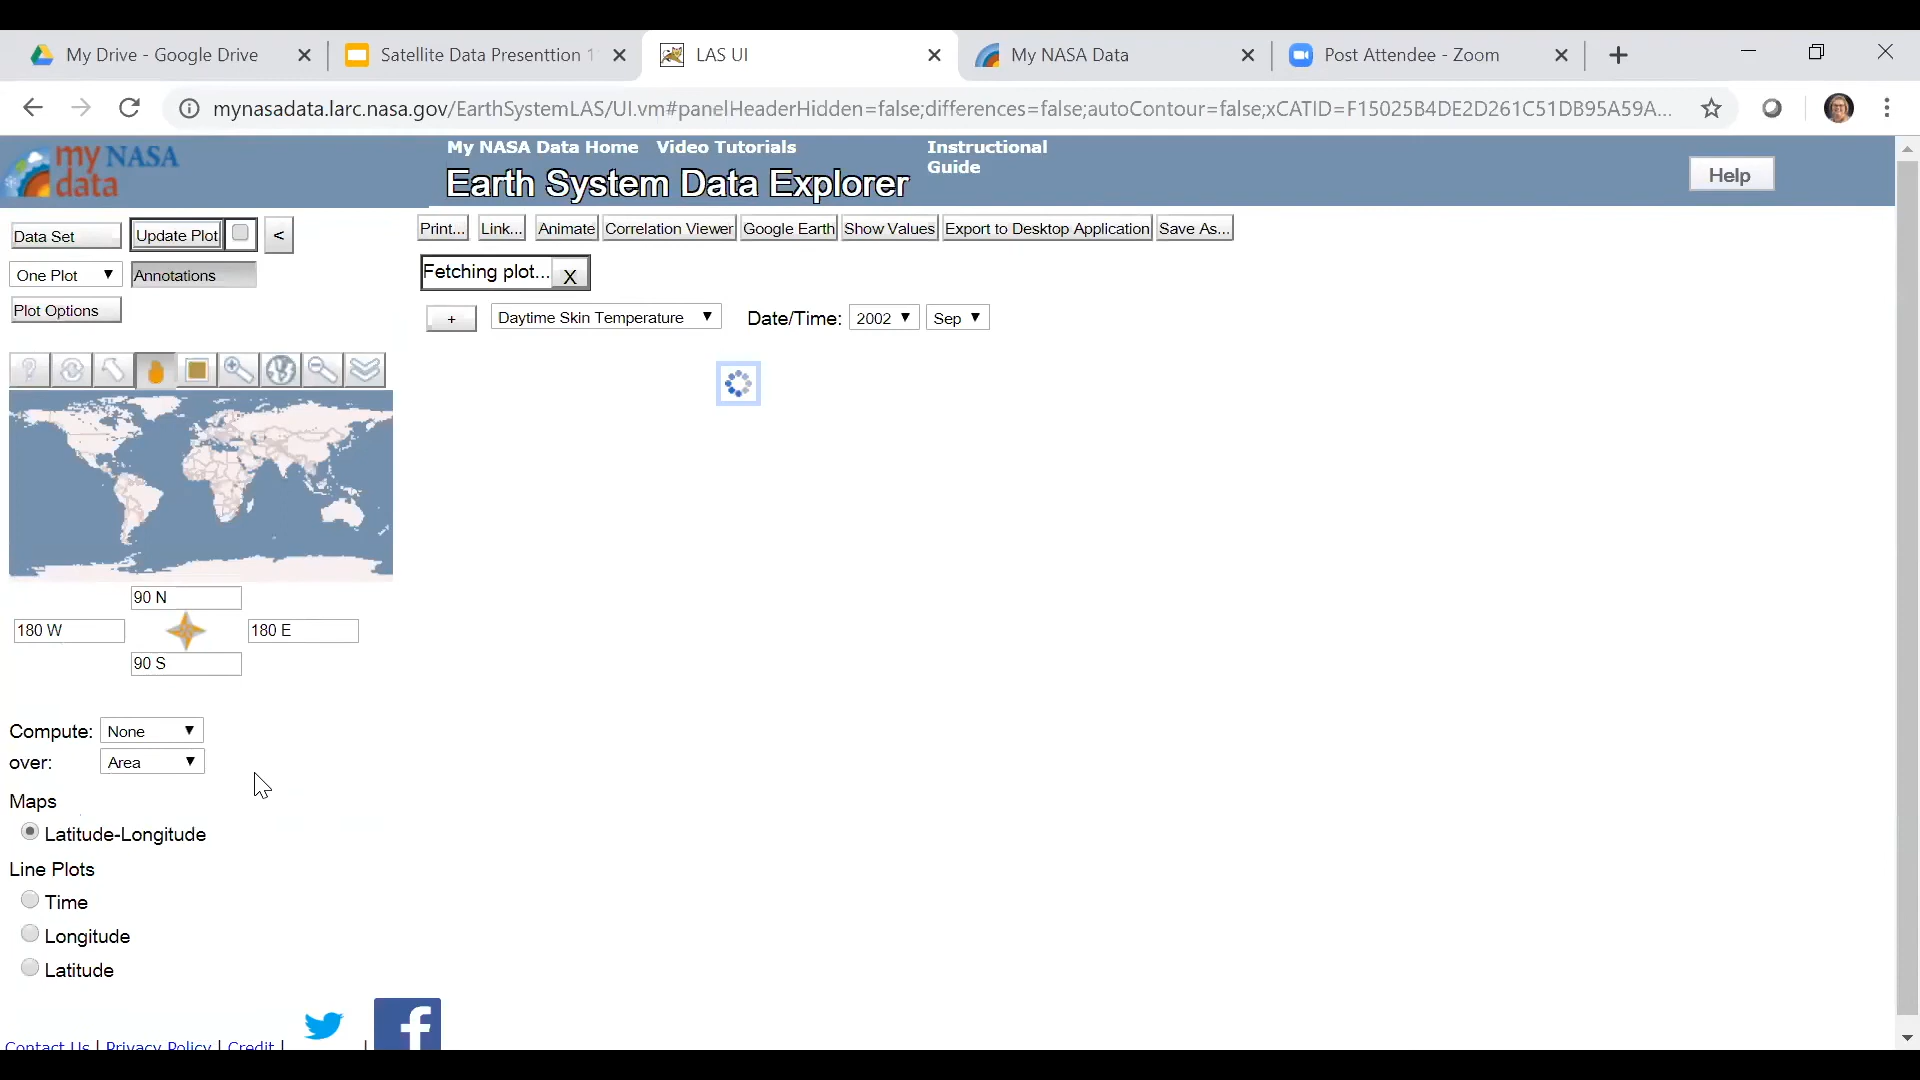 My Drive - Google Drive
Satellite Data Presenttion 1
LAS UI
My NASA Data
Post Attendee - Zoom
mynasadata.larc.nasa.gov/EarthSystemLAS/UI.vm#panelHeaderHidden=false;differences=false;autoContour=false;xCATID=F15025B4DE2D261C51DB95A59A...
my NASA
data
My NASA Data Home
Video Tutorials
Instructional
Guide
Earth System Data Explorer
Help
Data Set
Update Plot
<
Print...
Link...
Animate
Correlation Viewer
Google Earth
Show Values
Export to Desktop Application
Save As...
One Plot
Annotations
Fetching plot...
X
Plot Options
+
Daytime Skin Temperature
Date/Time:
2002
Sep
90 N
180 W
180 E
90 S
Compute:
None
over:
Area
Maps
Latitude-Longitude
Line Plots
Time
Longitude
Latitude
Contact Us | Privacy Policy | Credit |
|